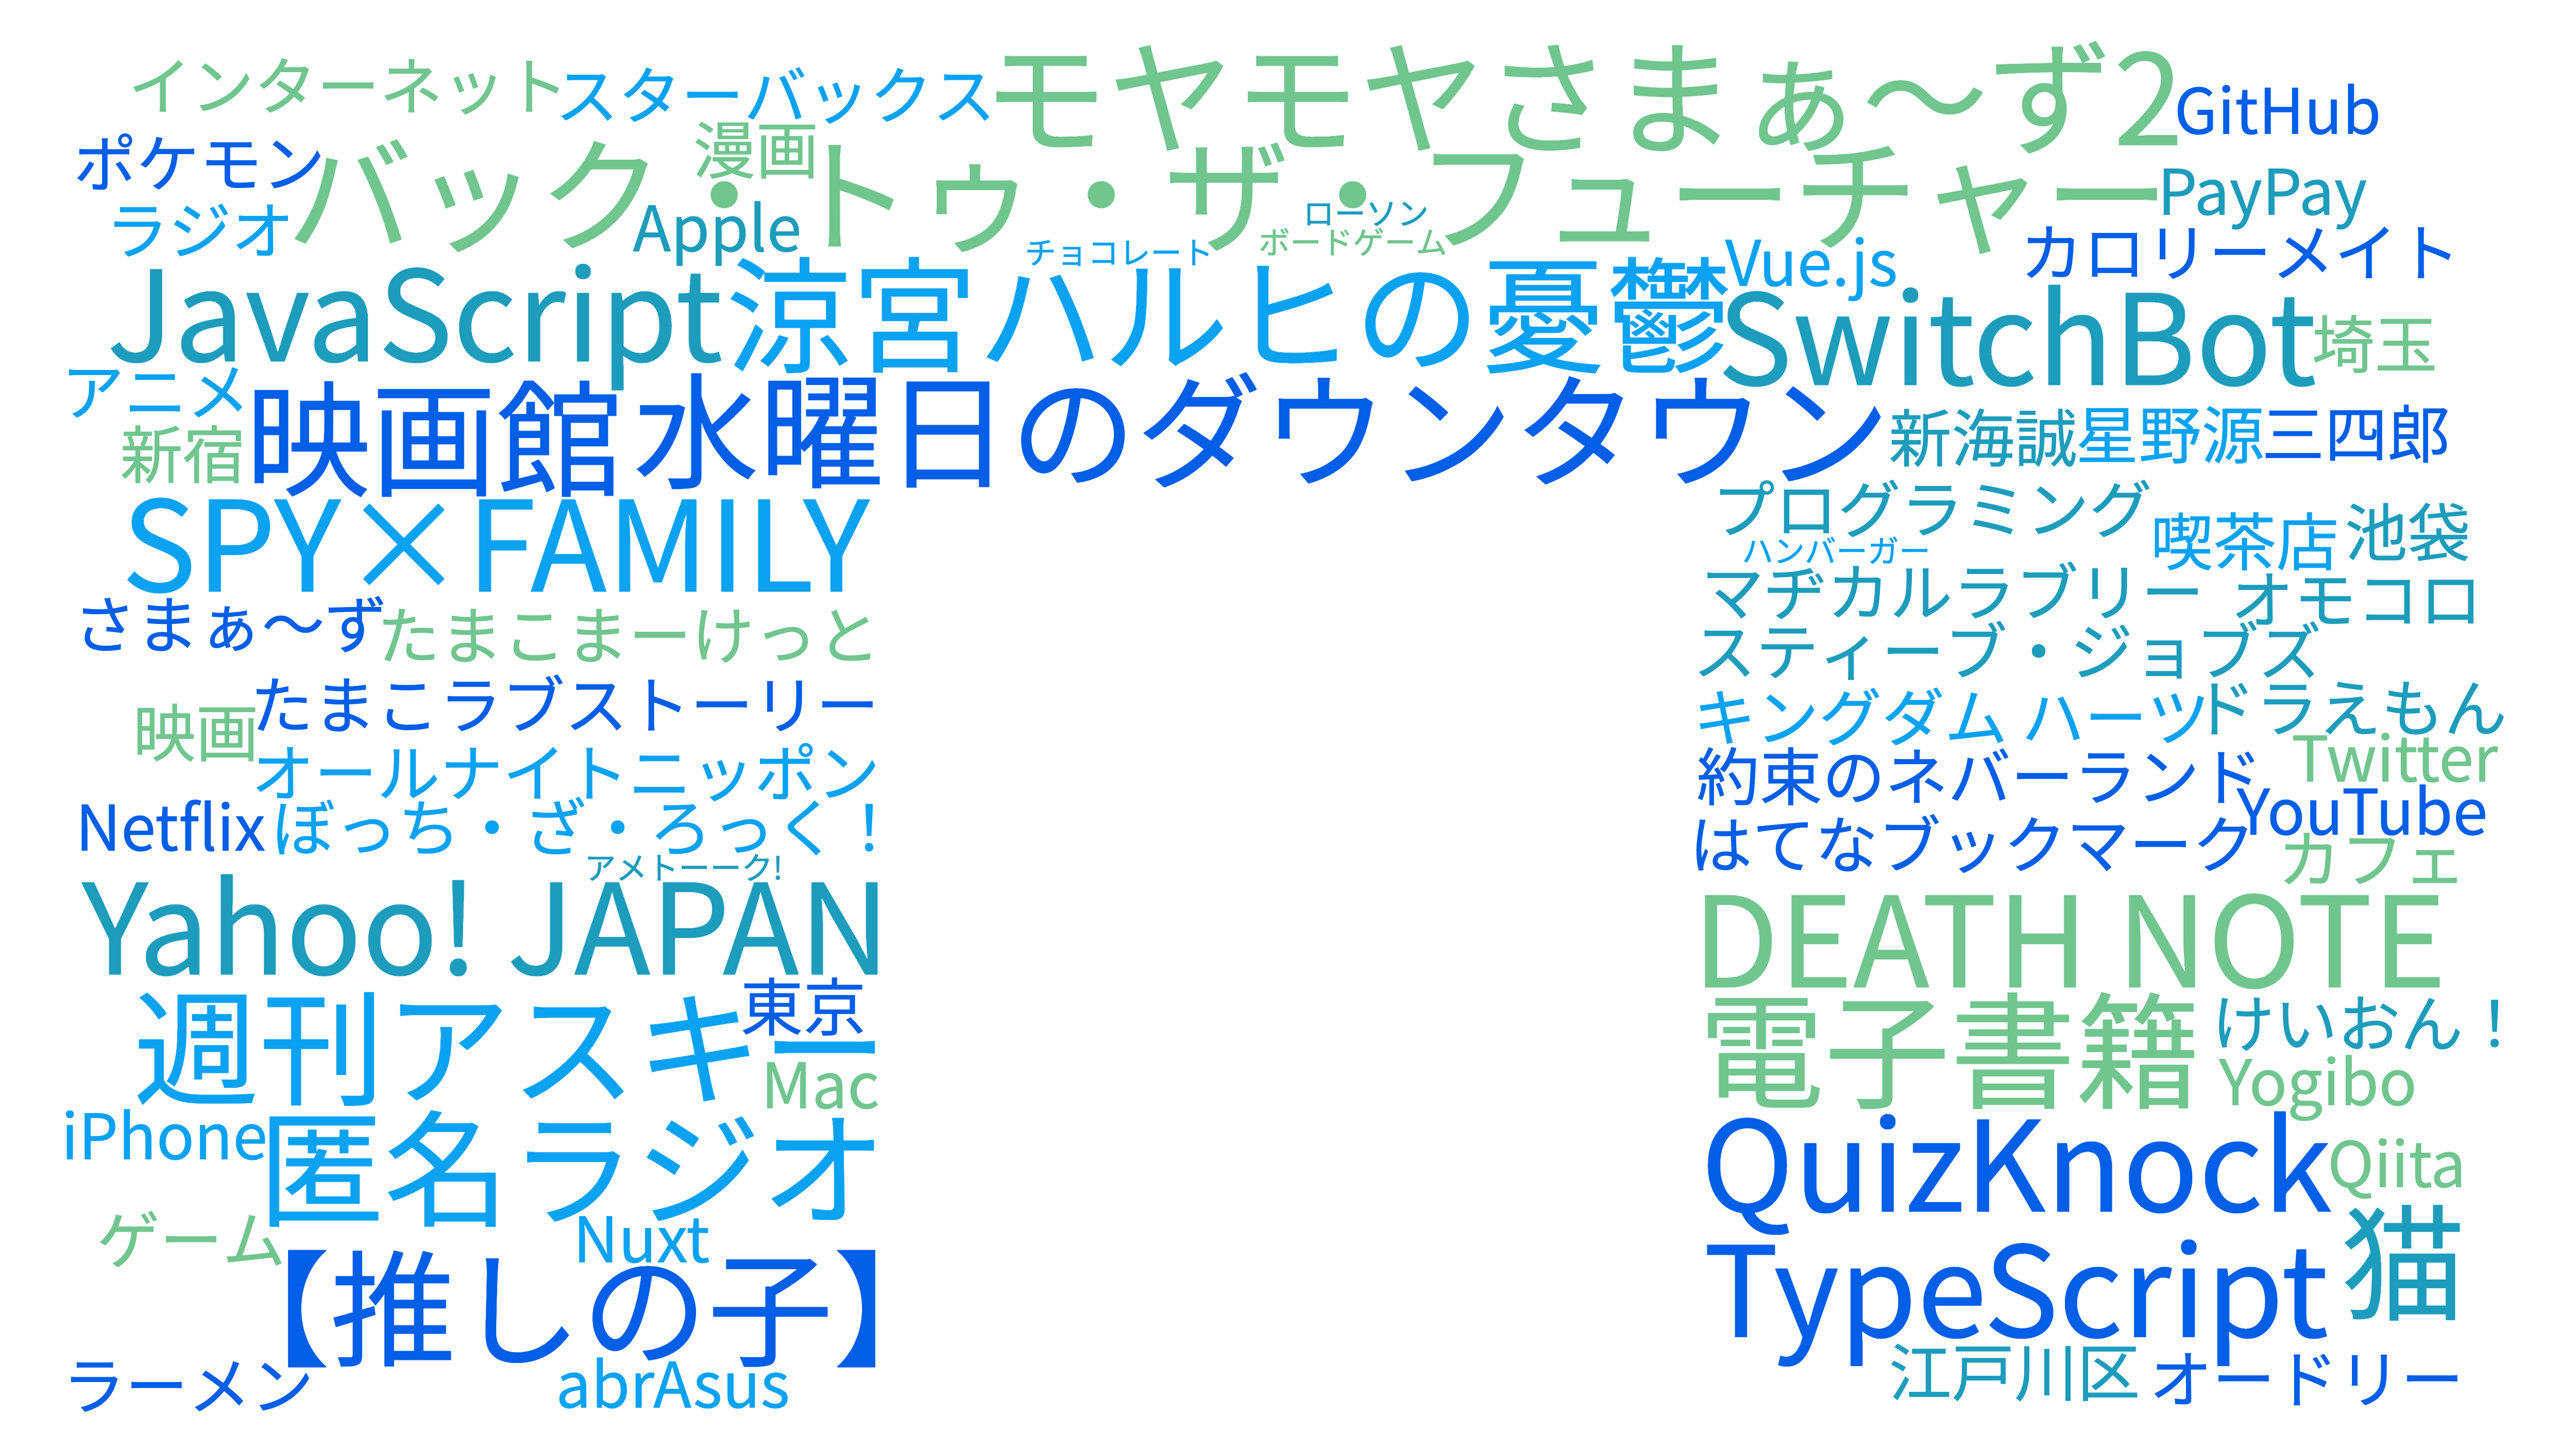 インターネット スターバックス モヤモヤさまぁ〜ず2 GitHub
ポケモン バック・トゥ・ザ・フューチャー 漫画 PayPay
ラジオ Apple ローソン
チョコレート ボードゲーム Vue.js カロリーメイト
JavaScript 涼宮ハルヒの憂鬱 SwitchBot 埼玉
アニメ
新宿 映画館 水曜日のダウンタウン 新海誠 星野源 三四郎
SPY×FAMILY プログラミング 喫茶店 池袋
ハンバーガー
さまぁ〜ず たまこまーけっと マヂカルラブリー オモコロ
スティーブ・ジョブズ
映画 たまこラブストーリー キングダム ハーツ ドラえもん
オールナイトニッポン 約束のネバーランド Twitter
Netflix ぼっち・ざ・ろっく！ はてなブックマーク YouTube
アメトーーク! カフェ
Yahoo! JAPAN DEATH NOTE
週刊アスキー 東京 電子書籍 けいおん！
Mac Yogibo
iPhone 匿名ラジオ QuizKnock Qiita
ゲーム Nuxt
【推しの子】 TypeScript 猫
ラーメン abrAsus 江戸川区 オードリー